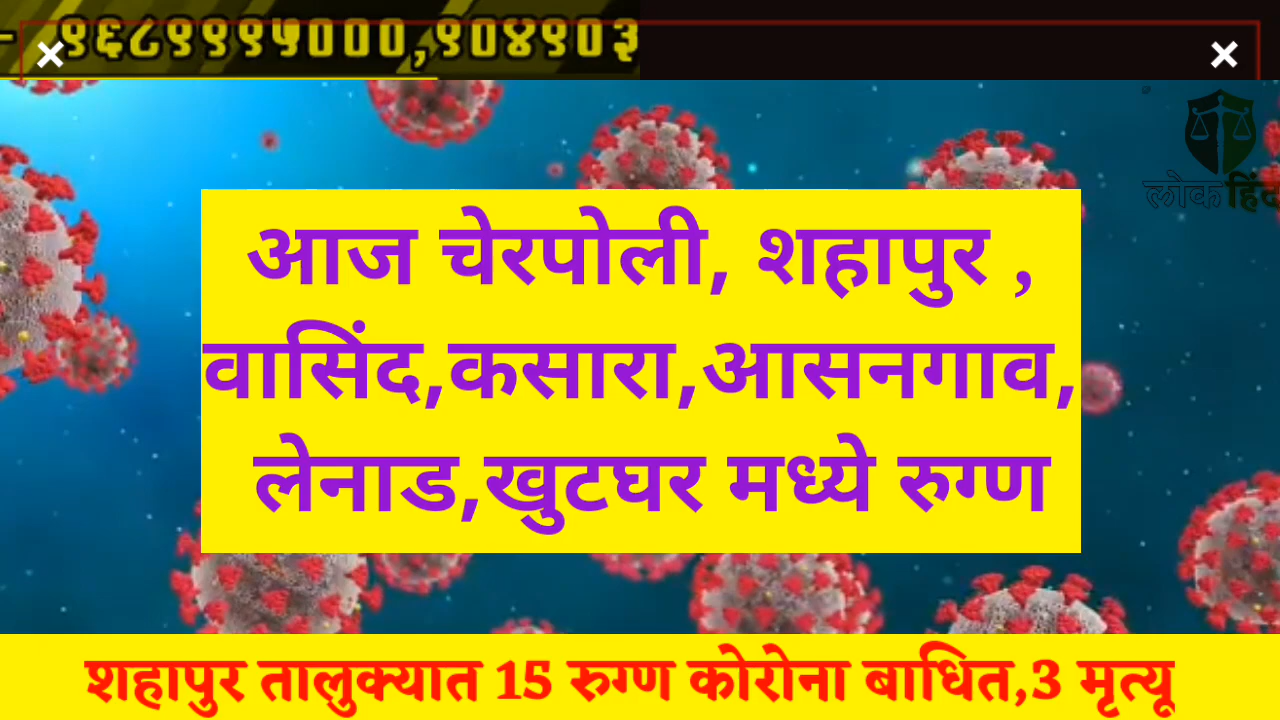 - ९६८९९९५०००,९०४९०३
लोक हिंद
आज चेरपोली, शहापुर ,
वासिंद,कसारा,आसनगाव,
लेनाड,खुटघर मध्ये रुग्ण
शहापुर तालुक्यात 15 रुग्ण कोरोना बाधित,3 मृत्यू